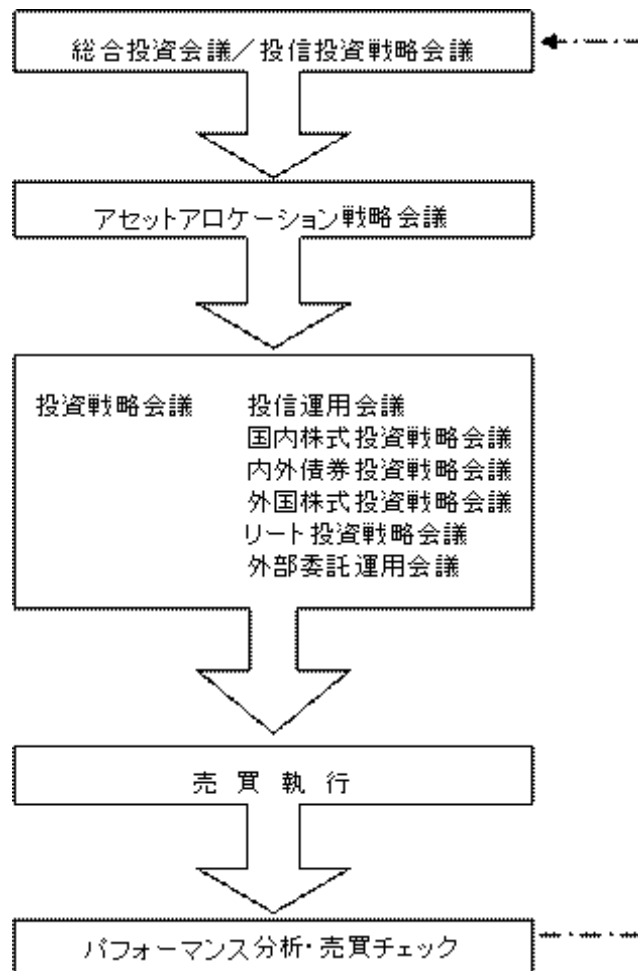 総合投資会議／投信投資戦略会議
アセットアロケーション戦略会議
投資戦略会議 投信運用会議
国内株式投資戦略会議
内外債券投資戦略会議
外国株式投資戦略会議
リート投資戦略会議
外部委託運用会議
売買執行
パフォーマンス分析・売買チェック